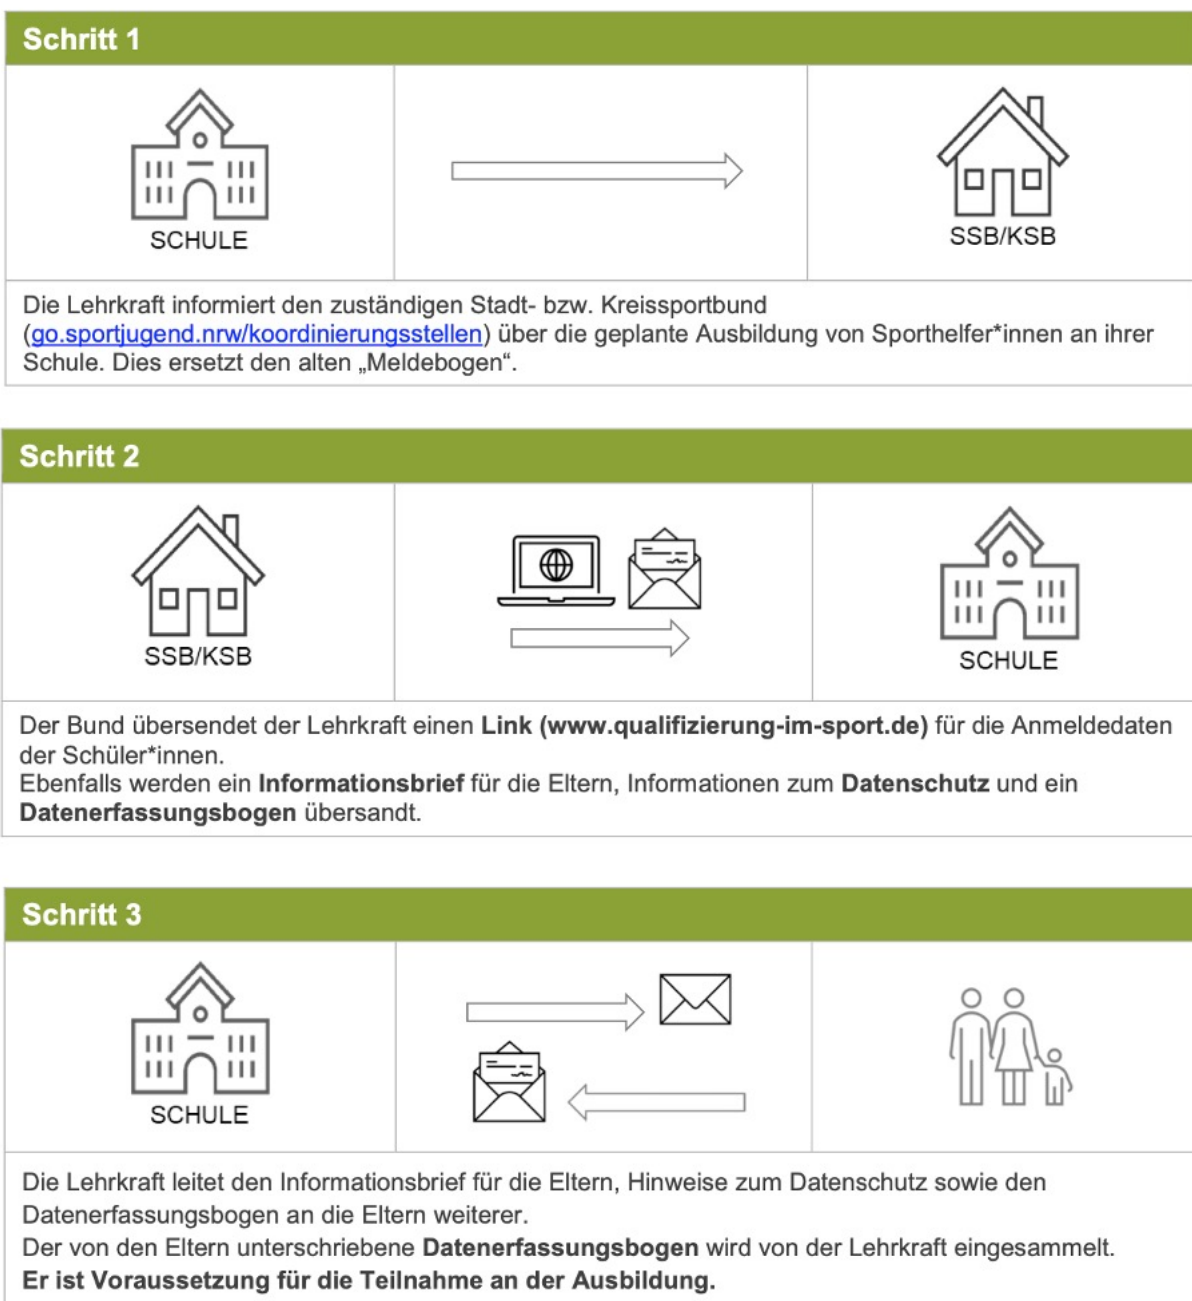 Schritt 1
SCHULE
SSB/KSB
Die Lehrkraft informiert den zuständigen Stadt- bzw. Kreissportbund
(go.sportjugend.nrw/koordinierungsstellen) über die geplante Ausbildung von Sporthelfer*innen an ihrer
Schule. Dies ersetzt den alten „Meldebogen“.
Schritt 2
SSB/KSB
SCHULE
Der Bund übersendet der Lehrkraft einen Link (www.qualifizierung-im-sport.de) für die Anmeldedaten
der Schüler*innen.
Ebenfalls werden ein Informationsbrief für die Eltern, Informationen zum Datenschutz und ein
Datenerfassungsbogen übersandt.
Schritt 3
SCHULE
Die Lehrkraft leitet den Informationsbrief für die Eltern, Hinweise zum Datenschutz sowie den
Datenerfassungsbogen an die Eltern weiterer.
Der von den Eltern unterschriebene Datenerfassungsbogen wird von der Lehrkraft eingesammelt.
Er ist Voraussetzung für die Teilnahme an der Ausbildung.